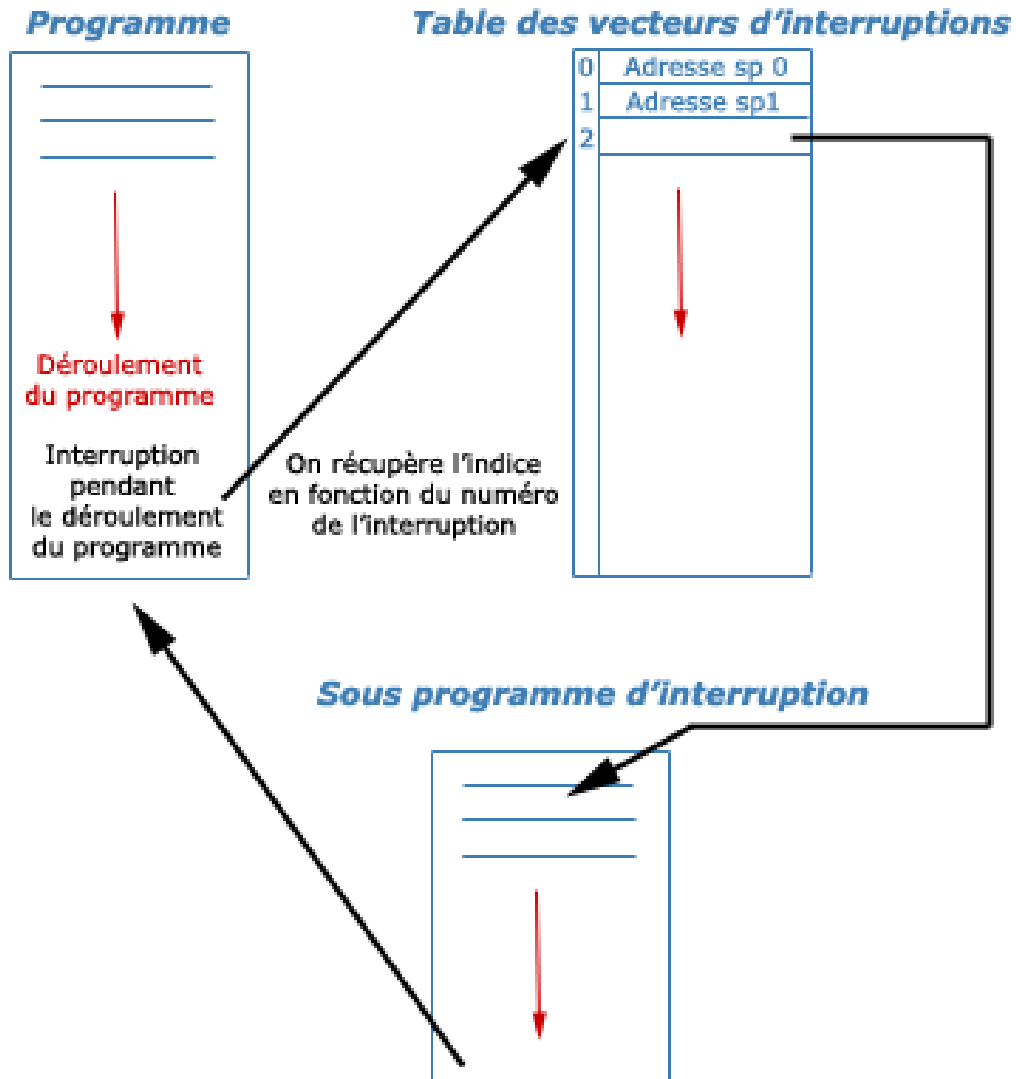 Programme
Table des vecteurs d'interruptions
0 Adresse sp 0
1 Adresse sp1
2
Déroulement
du programme
Interruption
pendant
le déroulement
du programme
On récupère l'indice
en fonction du numéro
de l'interruption
Sous programme d'interruption